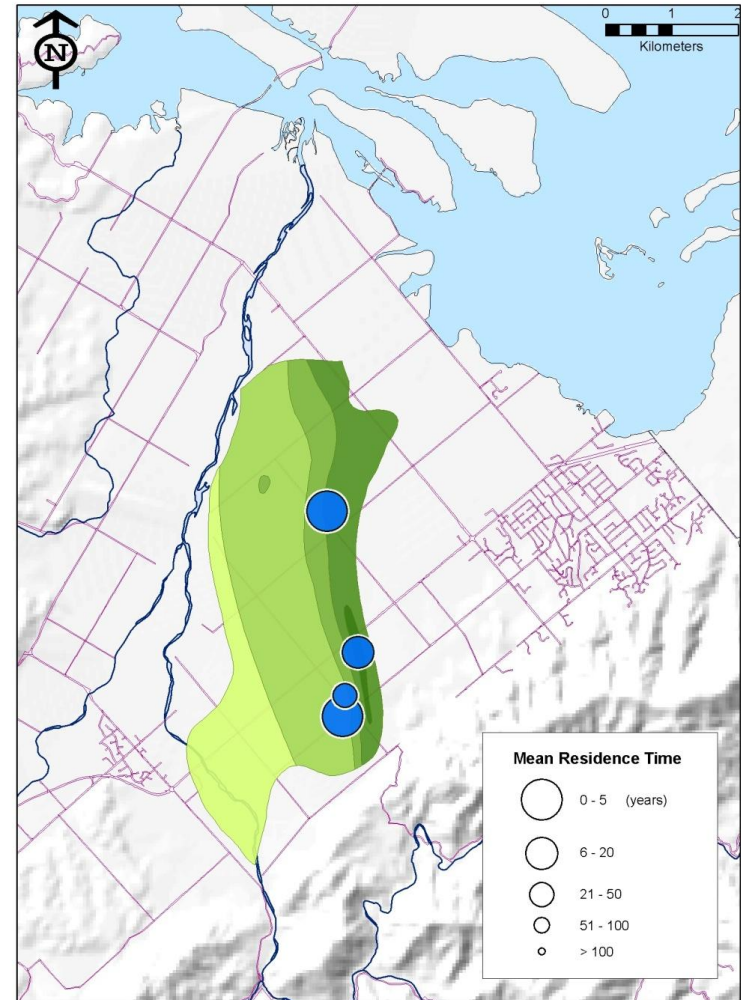 N
0 1 2
Kilometers
Mean Residence Time
0 - 5 (years)
6 - 20
21 - 50
51 - 100
> 100